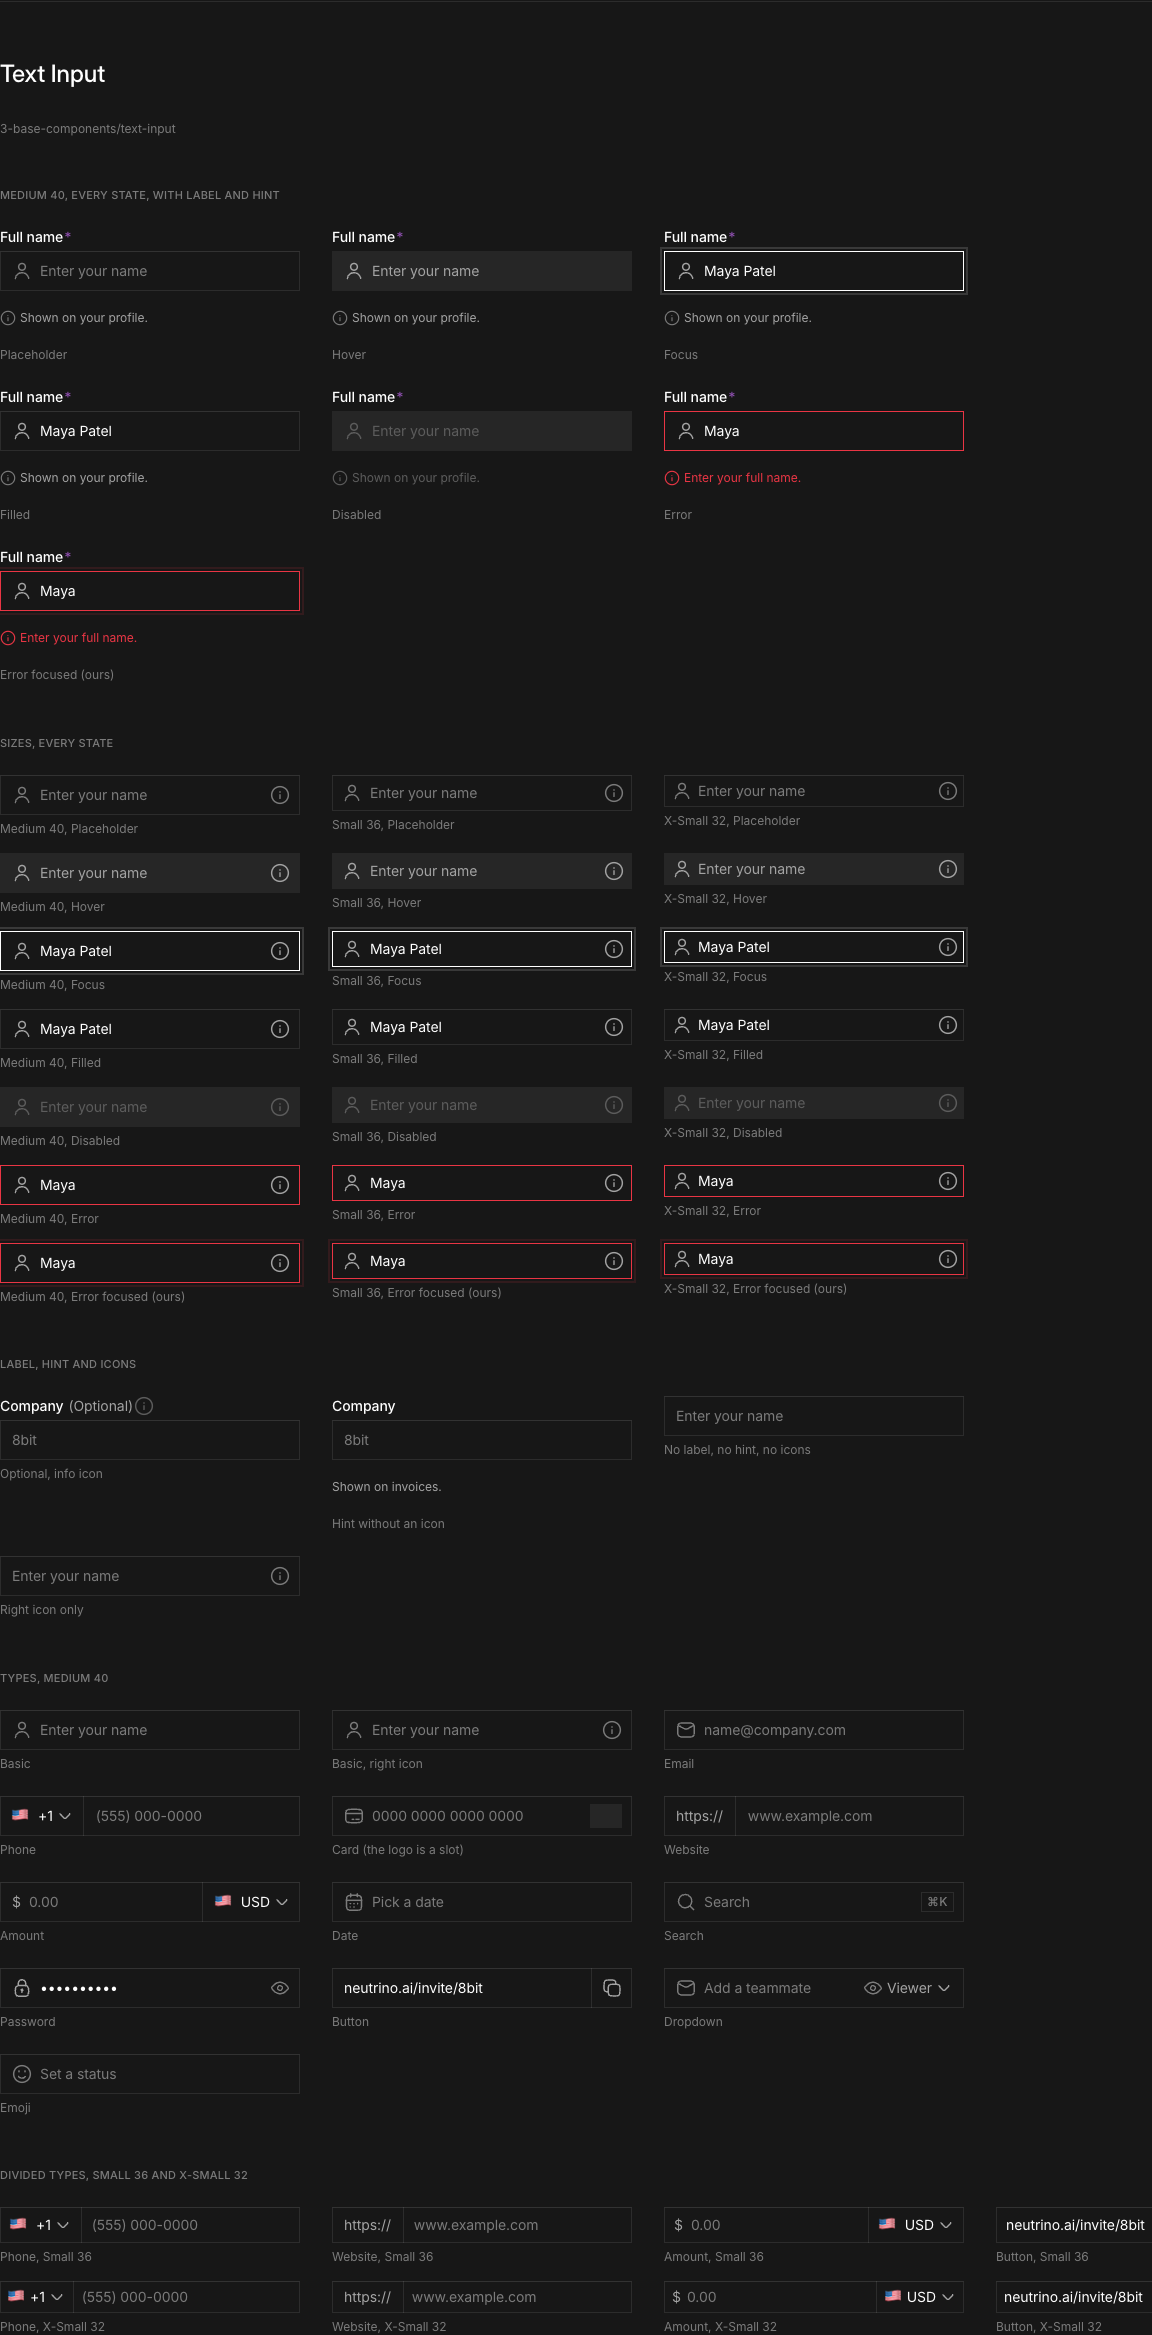 Text Input
3-base-components/text-input
MEDIUM 40, EVERY STATE, WITH LABEL AND HINT
Full name* Full name* Full name*
Enter your name Enter your name Maya Patel
Shown on your profile. Shown on your profile. Shown on your profile.
Placeholder Hover Focus
Full name* Full name* Full name*
Maya Patel Enter your name Maya
Shown on your profile. Shown on your profile. Enter your full name.
Filled Disabled Error
Full name*
Maya
Enter your full name.
Error focused (ours)
SIZES, EVERY STATE
Enter your name Enter your name Enter your name
Medium 40, Placeholder Small 36, Placeholder X-Small 32, Placeholder
Enter your name Enter your name Enter your name
Medium 40, Hover Small 36, Hover X-Small 32, Hover
Maya Patel Maya Patel Maya Patel
Medium 40, Focus Small 36, Focus X-Small 32, Focus
Maya Patel Maya Patel Maya Patel
Medium 40, Filled Small 36, Filled X-Small 32, Filled
Enter your name Enter your name Enter your name
Medium 40, Disabled Small 36, Disabled X-Small 32, Disabled
Maya Maya Maya
Medium 40, Error Small 36, Error X-Small 32, Error
Maya Maya Maya
Medium 40, Error focused (ours) Small 36, Error focused (ours) X-Small 32, Error focused (ours)
LABEL, HINT AND ICONS
Company (Optional) Company
8bit 8bit Enter your name
Optional, info icon Shown on invoices. No label, no hint, no icons
Hint without an icon
Enter your name
Right icon only
TYPES, MEDIUM 40
Enter your name Enter your name name@company.com
Basic Basic, right icon Email
+1 (555) 000-0000 0000 0000 0000 0000 https:// www.example.com
Phone Card (the logo is a slot) Website
$ 0.00 USD Pick a date Search ⌘K
Amount Date Search
•••••••••• neutrino.ai/invite/8bit Add a teammate Viewer
Password Button Dropdown
Set a status
Emoji
DIVIDED TYPES, SMALL 36 AND X-SMALL 32
+1 (555) 000-0000 https:// www.example.com $ 0.00 USD neutrino.ai/invite/8bit
Phone, Small 36 Website, Small 36 Amount, Small 36 Button, Small 36
+1 (555) 000-0000 https:// www.example.com $ 0.00 USD neutrino.ai/invite/8bit
Phone, X-Small 32 Website, X-Small 32 Amount, X-Small 32 Button, X-Small 32